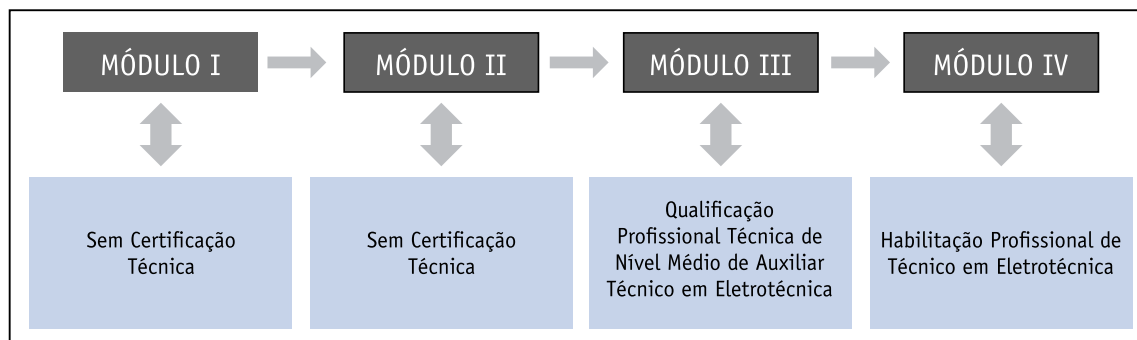 MÓDULO I
MÓDULO II
MÓDULO III
MÓDULO IV
Sem Certificação
Técnica
Sem Certificação
Técnica
Qualificação
Profissional Técnica de
Nível Médio de Auxiliar
Técnico em Eletrotécnica
Habilitação Profissional de
Técnico em Eletrotécnica